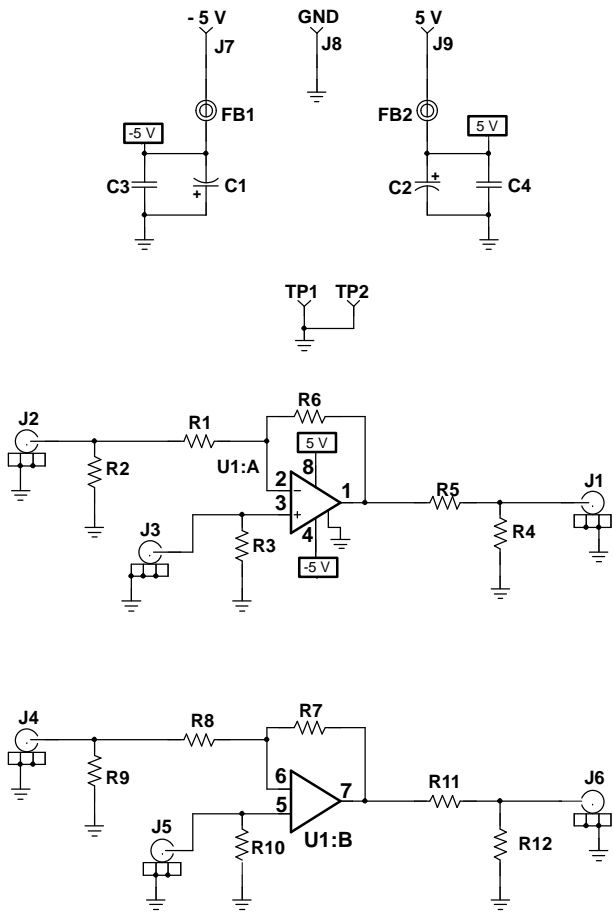 - 5 V GND 5 V
J7 J8 J9
FB1 FB2
-5 V 5 V
C3 + C1 C2 + C4
TP1 TP2
J2 R1 R6
R2 U1:A 5 V
8
2 − 1 R5 J1
3 +
J3 R3 4 R4
-5 V
J4 R8 R7
R9 6 7 R11 J6
5
J5 R10 U1:B R12